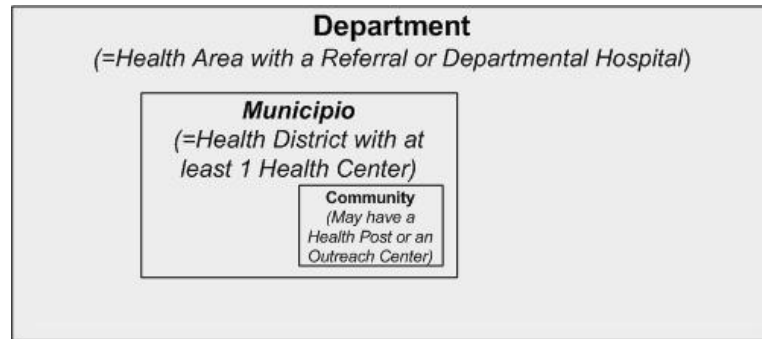 Department
(=Health Area with a Referral or Departmental Hospital)
Municipio
(=Health District with at
least 1 Health Center)
Community
(May have a
Health Post or an
Outreach Center)